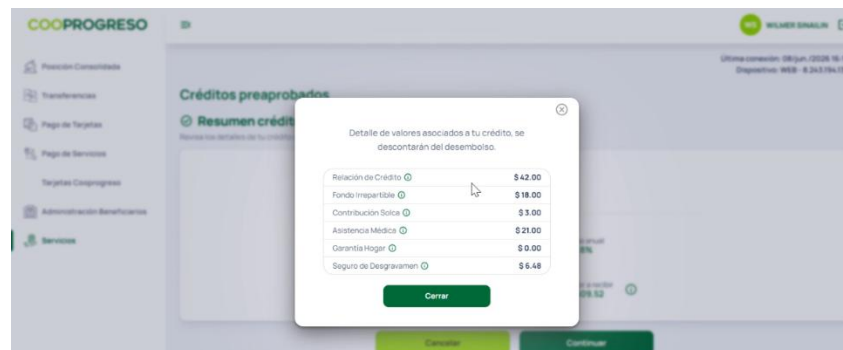 COOPROGRESO
WILMER SINAILIN
Posición Consolidada
Transferencias
Pago de Tarjetas
Pago de Servicios
Tarjetas Cooprogreso
Administración Beneficiarios
Servicios
Créditos preaprobados
Resumen crédit
Detalle de valores asociados a tu crédito, se
descontarán del desembolso.
Relación de Crédito $ 42.00
Fondo Irrepartible $ 18.00
Contribución Solca $ 3.00
Asistencia Médica $ 21.00
Garantía Hogar $ 0.00
Seguro de Desgravamen $ 6.48
Cerrar
Cancelar Continuar